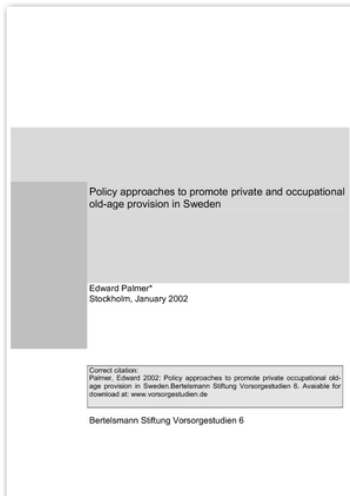 Policy approaches to promote private and occupational
old-age provision in Sweden
Edward Palmer*
Stockholm, January 2002
Correct citation:
Palmer, Edward 2002: Policy approaches to promote private occupational old-
age provision in Sweden.Bertelsmann Stiftung Vorsorgestudien 6. Avaiable for
download at: www.vorsorgestudien.de
Bertelsmann Stiftung Vorsorgestudien 6